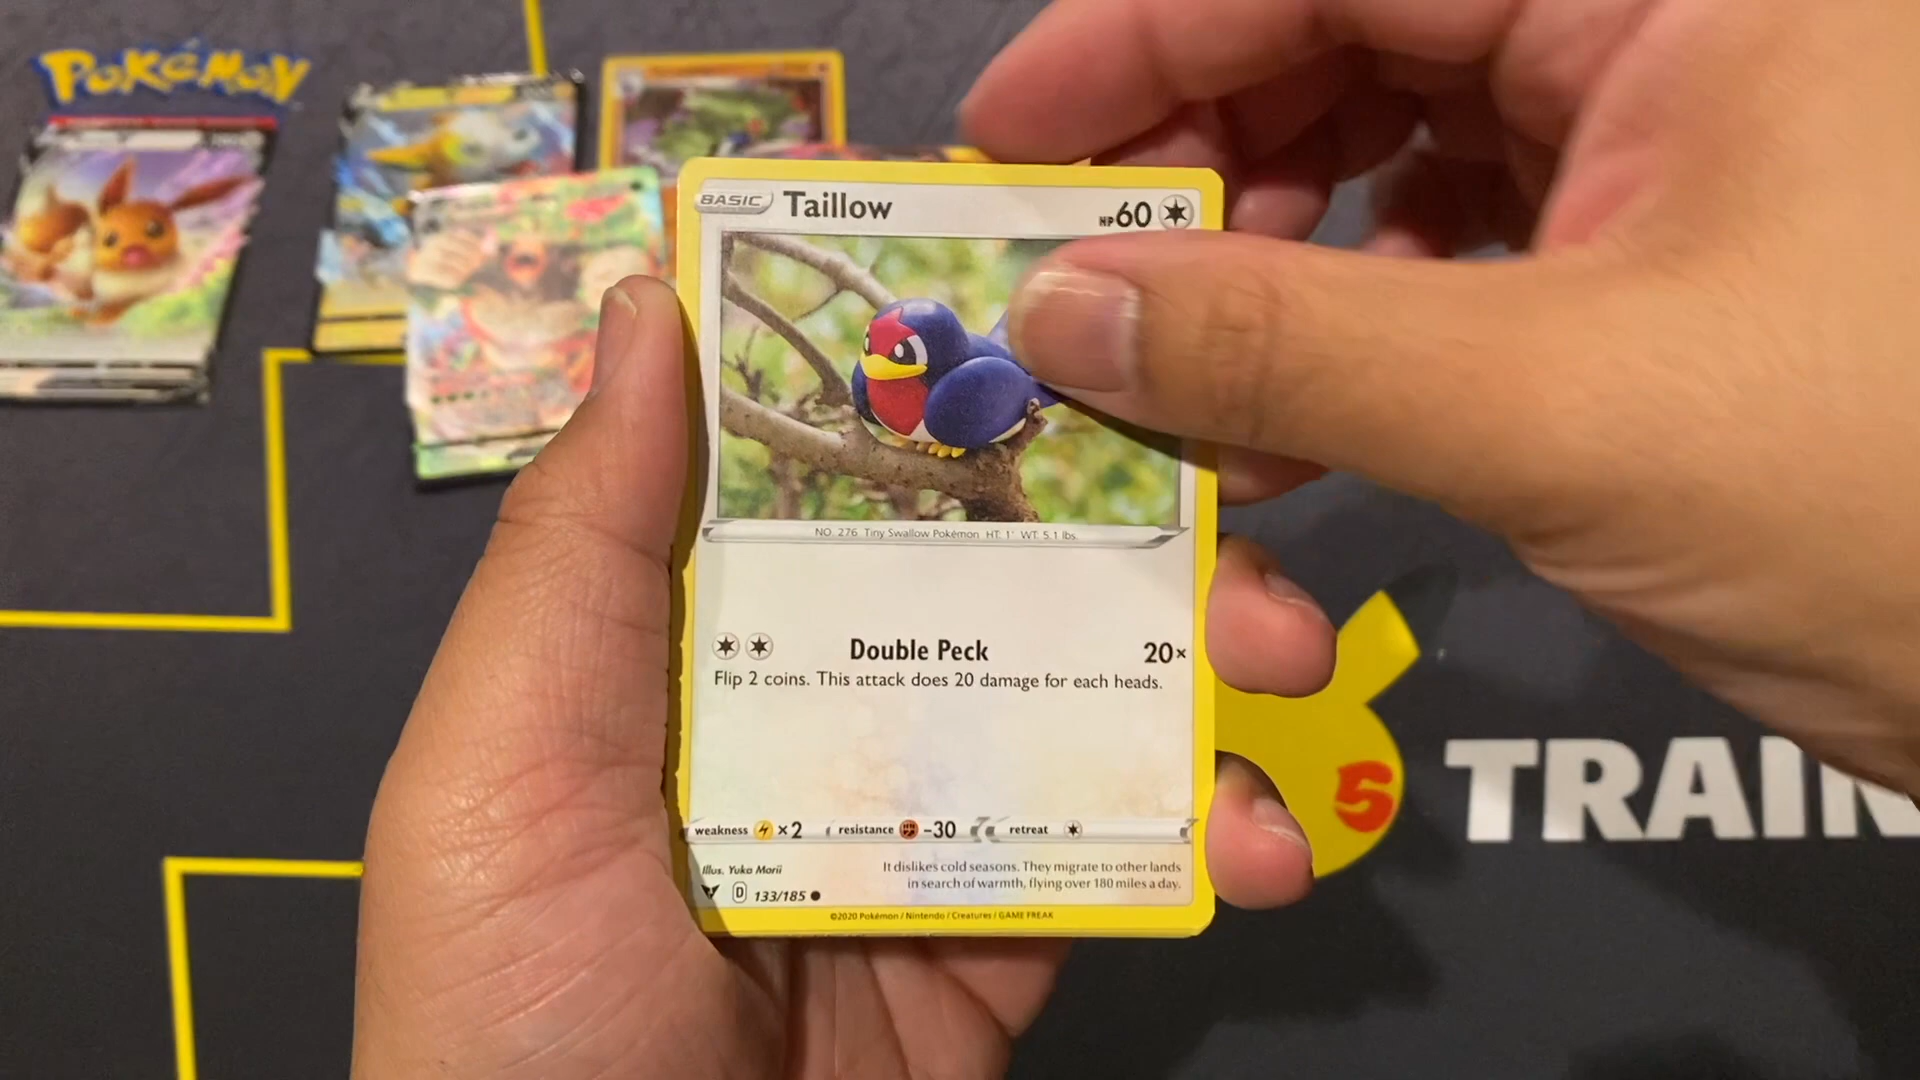 POKéMON
BASIC Taillow HP 60
NO. 276 Tiny Swallow Pokémon HT: 1' WT: 5.1 lbs.
Double Peck 20×
Flip 2 coins. This attack does 20 damage for each heads.
weakness ×2 resistance -30 retreat
Illus. Yuka Morii
It dislikes cold seasons. They migrate to other lands
in search of warmth, flying over 180 miles a day.
D 133/185
©2020 Pokémon / Nintendo / Creatures / GAME FREAK
5
TRAIN